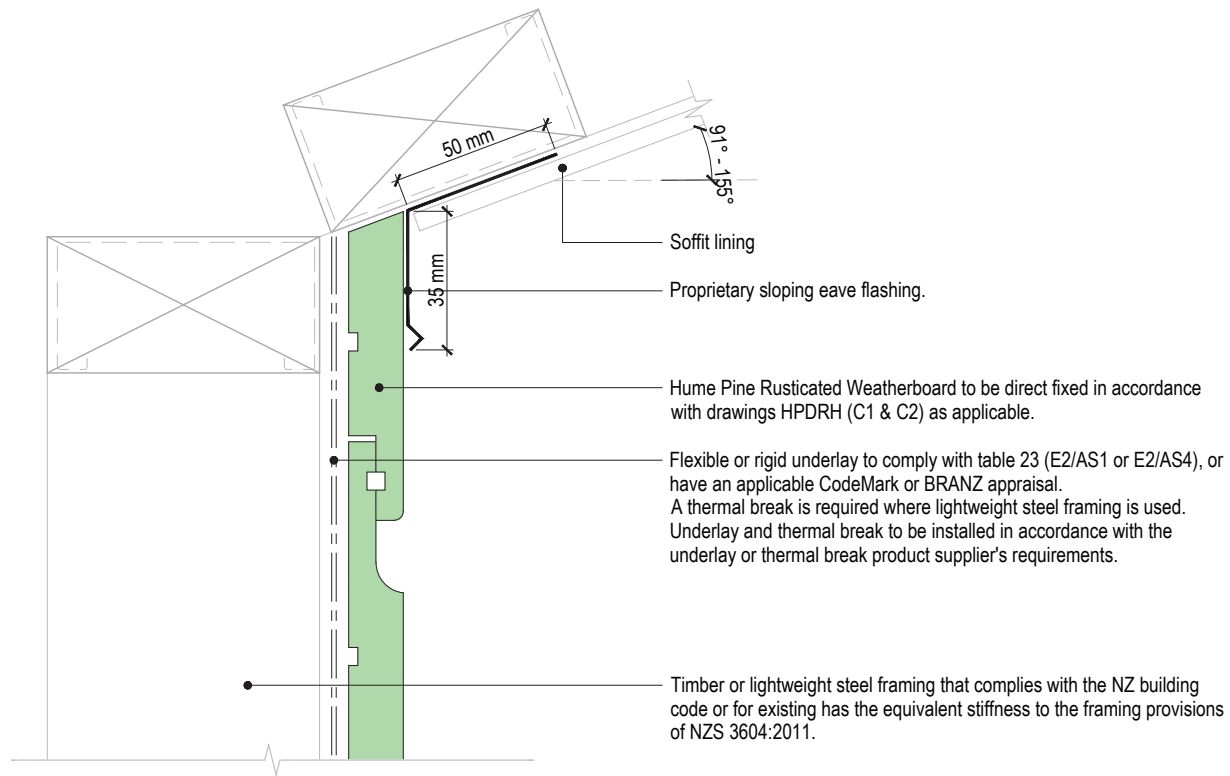 50 mm
91° - 155°
35 mm
Soffit lining
Proprietary sloping eave flashing.
Hume Pine Rusticated Weatherboard to be direct fixed in accordance
with drawings HPDRH (C1 & C2) as applicable.
Flexible or rigid underlay to comply with table 23 (E2/AS1 or E2/AS4), or
have an applicable CodeMark or BRANZ appraisal.
A thermal break is required where lightweight steel framing is used.
Underlay and thermal break to be installed in accordance with the
underlay or thermal break product supplier's requirements.
Timber or lightweight steel framing that complies with the NZ building
code or for existing has the equivalent stiffness to the framing provisions
of NZS 3604:2011.